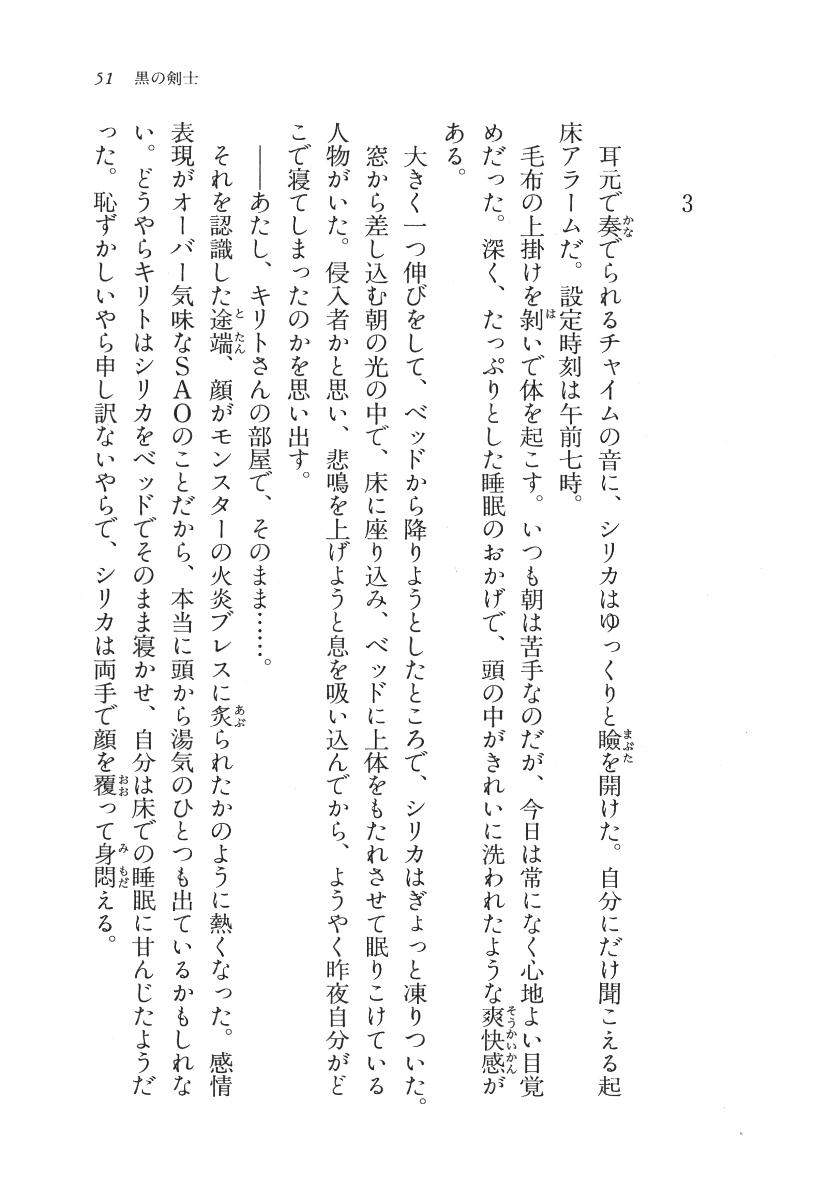 51 黒の剣士
3
耳元で奏でられるチャイムの音に、シリカはゆっくりと瞼を開けた。自分にだけ聞こえる起
床アラームだ。設定時刻は午前七時。
毛布の上掛けを剝いで体を起こす。いつも朝は苦手なのだが、今日は常になく心地よい目覚
めだった。深く、たっぷりとした睡眠のおかげで、頭の中がきれいに洗われたような爽快感が
ある。
大きく一つ伸びをして、ベッドから降りようとしたところで、シリカはぎょっと凍りついた。
窓から差し込む朝の光の中で、床に座り込み、ベッドに上体をもたれさせて眠りこけている
人物がいた。侵入者かと思い、悲鳴を上げようと息を吸い込んでから、ようやく昨夜自分がど
こで寝てしまったのかを思い出す。
――あたし、キリトさんの部屋で、そのまま……。
それを認識した途端、顔がモンスターの火炎ブレスに炙られたかのように熱くなった。感情
表現がオーバー気味なSAOのことだから、本当に頭から湯気のひとつも出ているかもしれな
い。どうやらキリトはシリカをベッドでそのまま寝かせ、自分は床での睡眠に甘んじたようだ
った。恥ずかしいやら申し訳ないやらで、シリカは両手で顔を覆って身悶える。